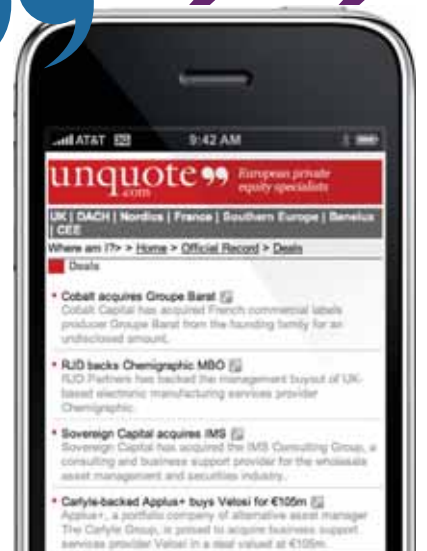 AT&T 3G 9:42 AM
unquote” European private
.com equity specialists
UK | DACH | Nordics | France | Southern Europe | Benelux
| CEE
Where am I?> > Home > Official Record > Deals
Deals
• Cobalt acquires Groupe Barat
Cobalt Capital has acquired French commercial labels
producer Groupe Barat from the founding family for an
undisclosed amount.
• RJD backs Chemigraphic MBO
RJD Partners has backed the management buyout of UK-
based electronic manufacturing services provider
Chemigraphic.
• Sovereign Capital acquires IMS
Sovereign Capital has acquired the IMS Consulting Group, a
consulting and business support provider for the wholesale
asset management and securities industry.
• Carlyle-backed Applus+ buys Velosi for €105m
Applus+, a portfolio company of alternative asset manager
The Carlyle Group, is poised to acquire business support
services provider Velosi in a deal valued at €105m.